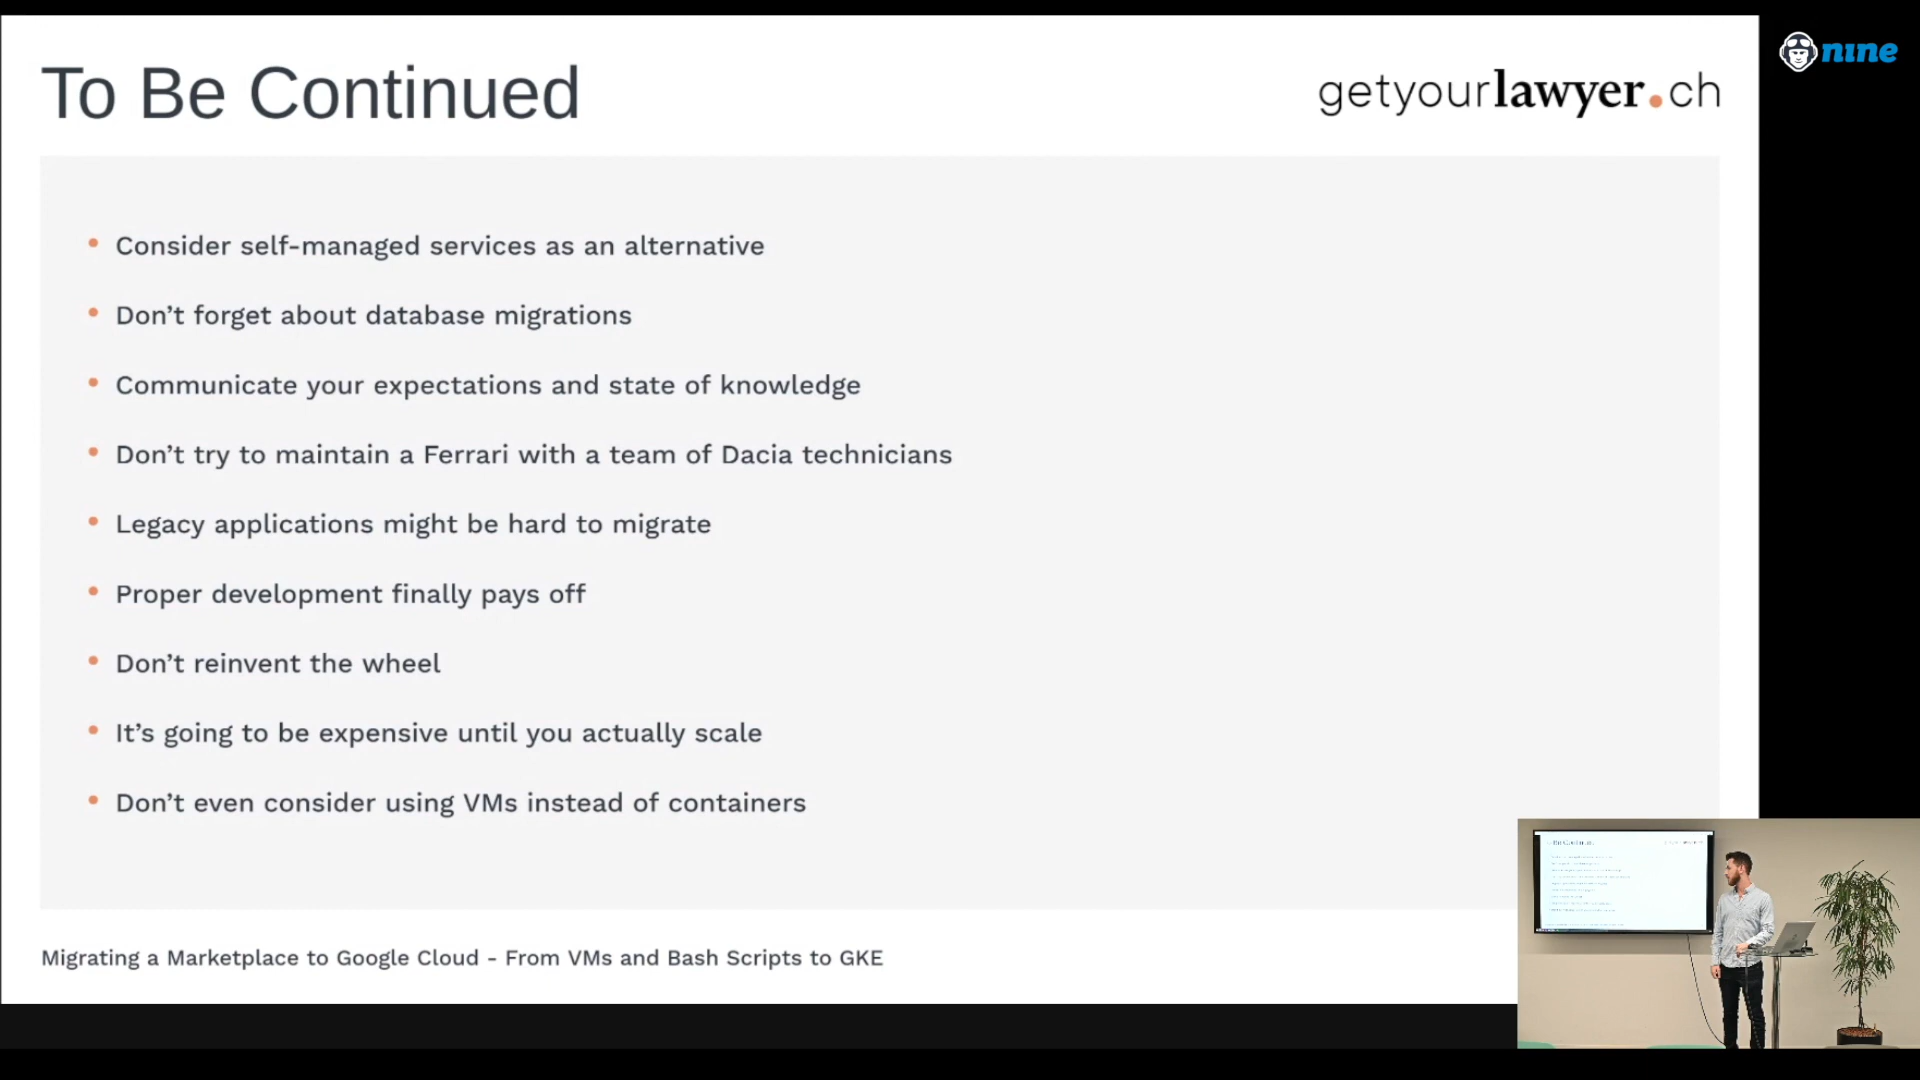 To Be Continued
getyourlawyer.ch
nine
• Consider self-managed services as an alternative
• Don’t forget about database migrations
• Communicate your expectations and state of knowledge
• Don’t try to maintain a Ferrari with a team of Dacia technicians
• Legacy applications might be hard to migrate
• Proper development finally pays off
• Don’t reinvent the wheel
• It’s going to be expensive until you actually scale
• Don’t even consider using VMs instead of containers
Migrating a Marketplace to Google Cloud - From VMs and Bash Scripts to GKE